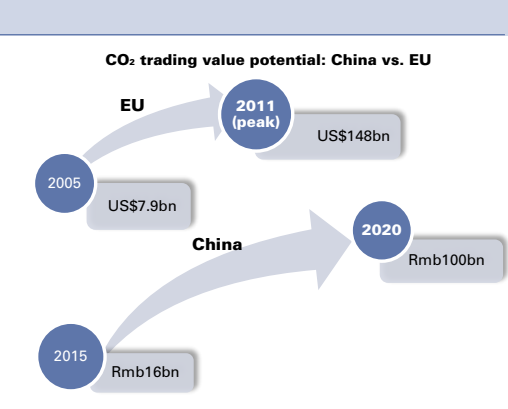 CO₂ trading value potential: China vs. EU
EU
2011
(peak)
US$148bn
2005
US$7.9bn
China
2020
Rmb100bn
2015
Rmb16bn